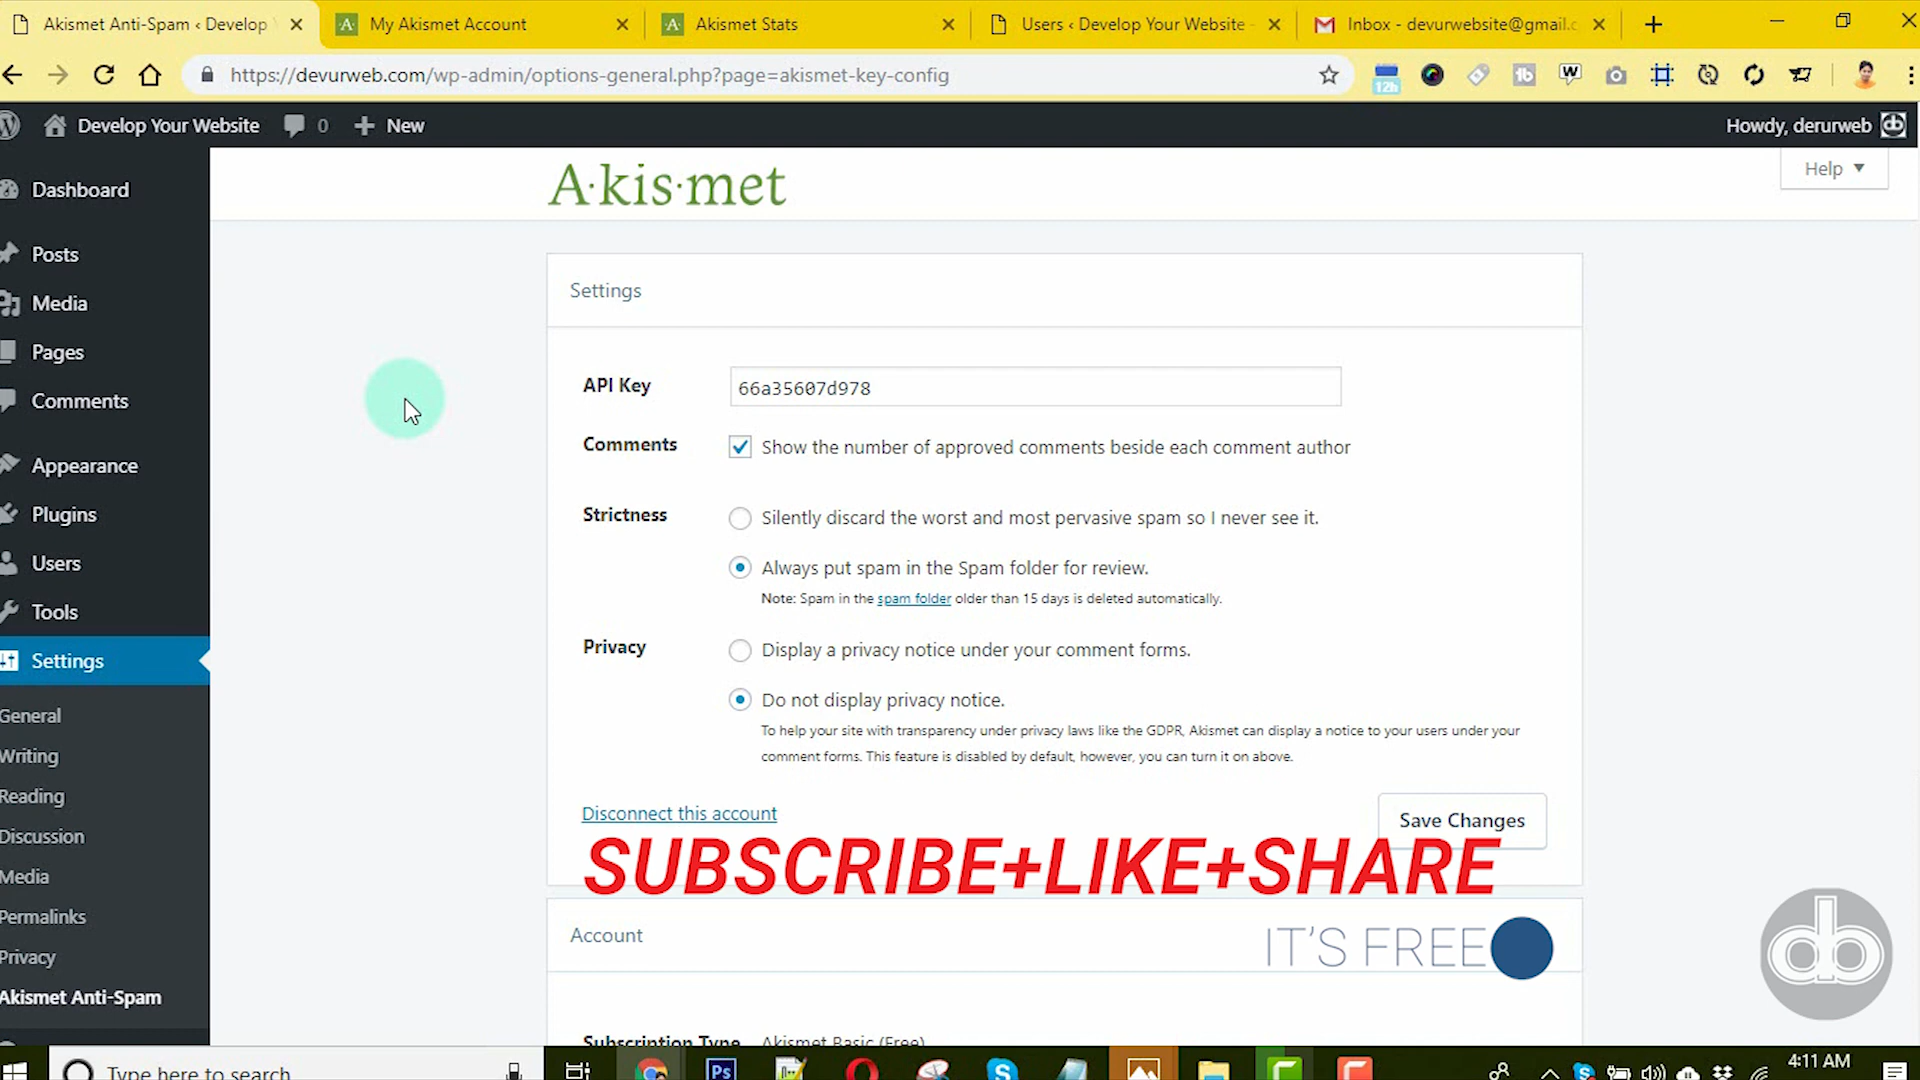 Akismet Anti-Spam ‹ Develop
My Akismet Account
Akismet Stats
Users ‹ Develop Your Website
Inbox - devurwebsite@gmail.c
https://devurweb.com/wp-admin/options-general.php?page=akismet-key-config
12h
Develop Your Website
0
New
Howdy, derurweb
Dashboard
Posts
Media
Pages
Comments
Appearance
Plugins
Users
Tools
Settings
General
Writing
Reading
Discussion
Media
Permalinks
Privacy
Akismet Anti-Spam
A·kis·met
Help
Settings
API Key
66a35607d978
Comments
Show the number of approved comments beside each comment author
Strictness
Silently discard the worst and most pervasive spam so I never see it.
Always put spam in the Spam folder for review.
Note: Spam in the spam folder older than 15 days is deleted automatically.
Privacy
Display a privacy notice under your comment forms.
Do not display privacy notice.
To help your site with transparency under privacy laws like the GDPR, Akismet can display a notice to your users under your
comment forms. This feature is disabled by default, however, you can turn it on above.
Disconnect this account
Save Changes
SUBSCRIBE+LIKE+SHARE
Account
IT'S FREE
Subscription Type
Akismet Basic (Free)
Type here to search
Ps
4:11 AM